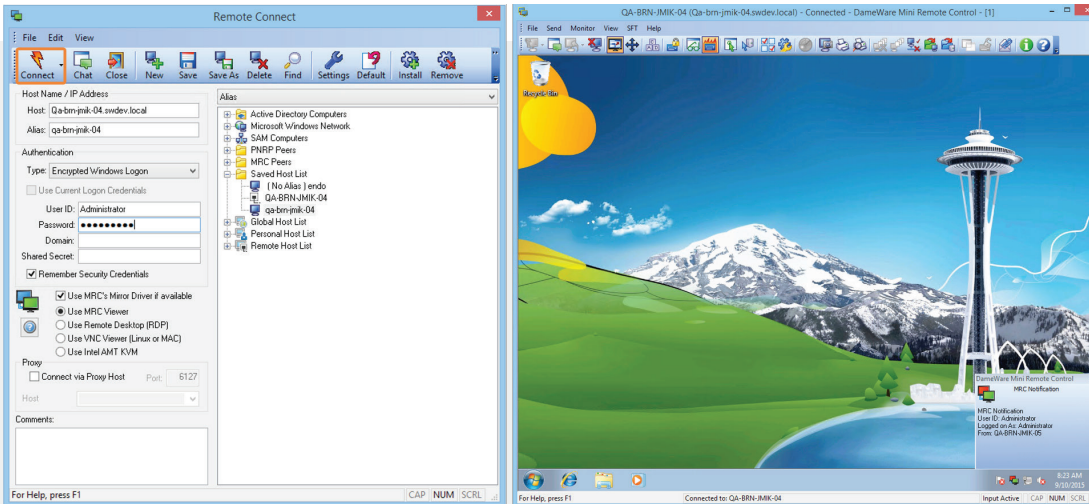 Remote Connect
File Edit View
Connect Chat Close New Save Save As Delete Find Settings Default Install Remove
Host Name / IP Address
Host: Qa-brn-jmik-04.swdev.local
Alias: qa-brn-jmik-04
Authentication
Type: Encrypted Windows Logon
Use Current Logon Credentials
User ID: Administrator
Password:
Domain:
Shared Secret:
Remember Security Credentials
Use MRC's Mirror Driver if available
Use MRC Viewer
Use Remote Desktop (RDP)
Use VNC Viewer (Linux or MAC)
Use Intel AMT KVM
Proxy
Connect via Proxy Host Port: 6127
Host
Comments:
Alias
Active Directory Computers
Microsoft Windows Network
SAM Computers
PNRP Peers
MRC Peers
Saved Host List
( No Alias ) endo
QA-BRN-JMIK-04
qa-brn-jmik-04
Global Host List
Personal Host List
Remote Host List
For Help, press F1 CAP NUM SCRL
QA-BRN-JMIK-04 (Qa-brn-jmik-04.swdev.local) - Connected - DameWare Mini Remote Control - [1]
File Send Monitor View SFT Help
Recycle Bin
DameWare Mini Remote Control
MRC Notification
MRC Notification
User ID: Administrator
Logged on As: Administrator
From: QA-BRN-JMIK-05
8:23 AM
9/10/2015
For Help, press F1 Connected to: QA-BRN-JMIK-04 Input Active CAP NUM SCRL